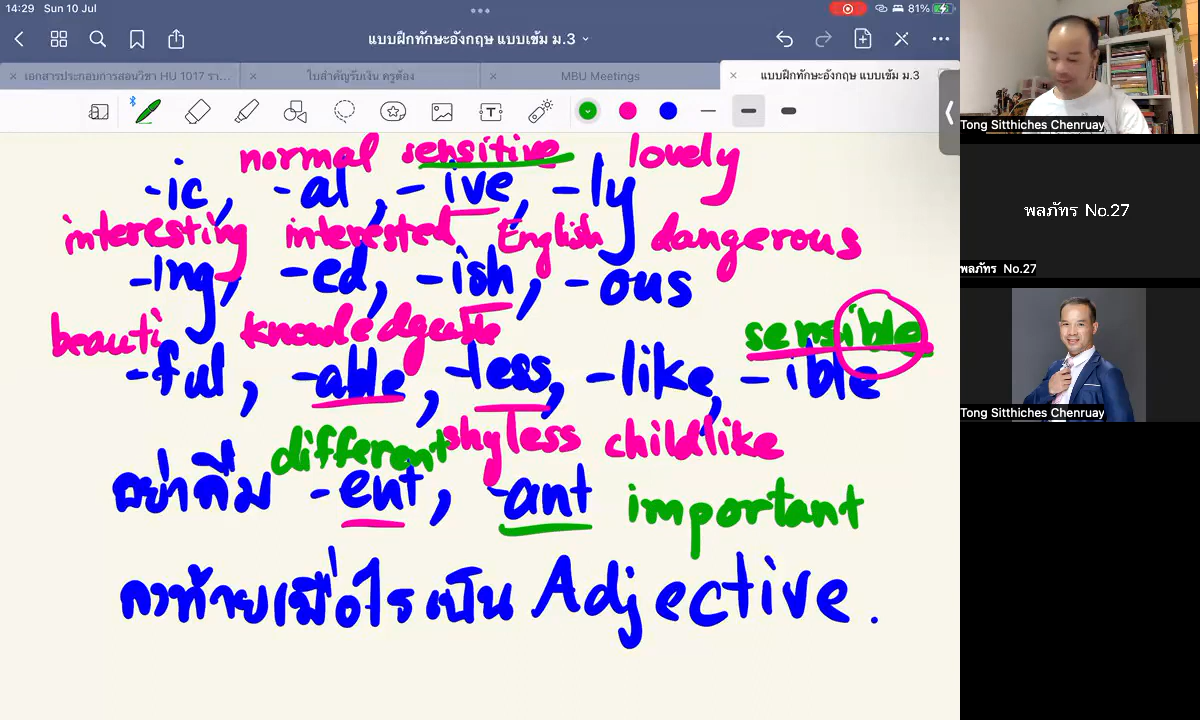 14:29 Sun 10 Jul
81%
แบบฝึกทักษะอังกฤษ แบบเข้ม ม.3
เอกสารประกอบการสอนวิชา HU 1017 รา...
ใบสำคัญรับเงิน ครูต้อง
MBU Meetings
แบบฝึกทักษะอังกฤษ แบบเข้ม ม.3
normal sensitive lovely
-ic, -al, -ive, -ly
interesting interested English dangerous
-ing, -ed, -ish, -ous
beauti knowledgeable sensible
-ful, -able, -less, -like, -ible
different shyless childlike
อย่าลืม -ent, -ant important
ลงท้ายเมื่อไรเป็น Adjective.
Tong Sitthiches Chenruay
พลภัทร No.27
พลภัทร No.27
Tong Sitthiches Chenruay